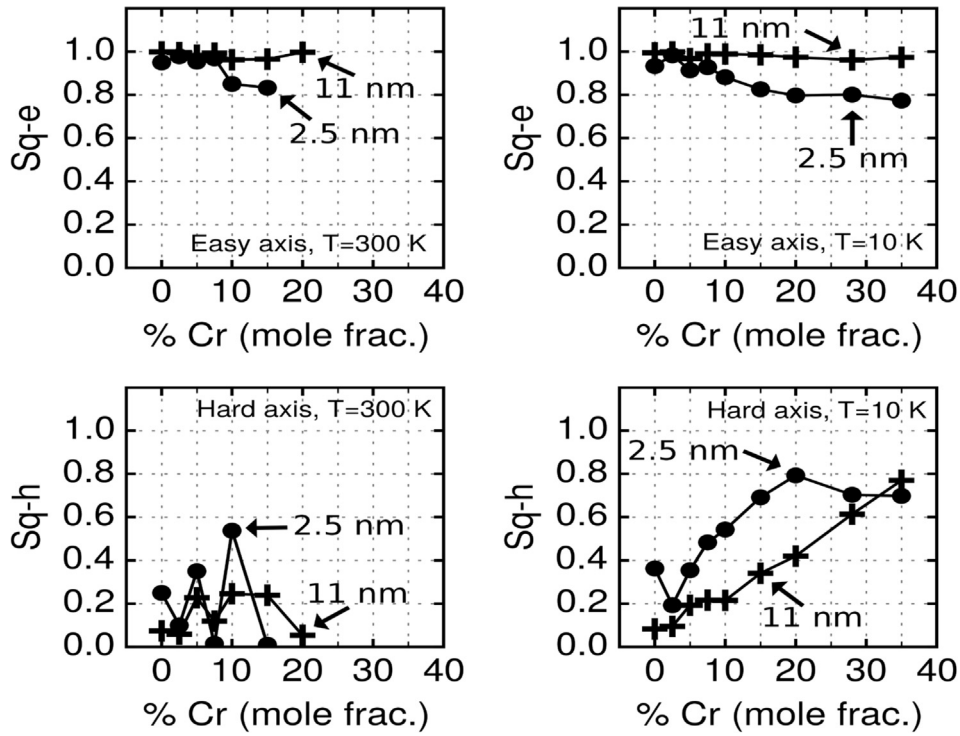 Sq-e
1.0
0.8
0.6
0.4
0.2
0.0
11 nm
2.5 nm
Easy axis, T=300 K
0 10 20 30 40
% Cr (mole frac.)
Sq-e
1.0
0.8
0.6
0.4
0.2
0.0
11 nm
2.5 nm
Easy axis, T=10 K
0 10 20 30 40
% Cr (mole frac.)
Sq-h
1.0
0.8
0.6
0.4
0.2
0.0
Hard axis, T=300 K
2.5 nm
11 nm
0 10 20 30 40
% Cr (mole frac.)
Sq-h
1.0
0.8
0.6
0.4
0.2
0.0
Hard axis, T=10 K
2.5 nm
11 nm
0 10 20 30 40
% Cr (mole frac.)